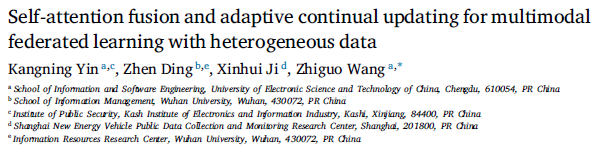 Self-attention fusion and adaptive continual updating for multimodal
federated learning with heterogeneous data
Kangning Yin a,c, Zhen Ding b,e, Xinhui Ji d, Zhiguo Wang a,*
a School of Information and Software Engineering, University of Electronic Science and Technology of China, Chengdu, 610054, PR China
b School of Information Management, Wuhan University, Wuhan, 430072, PR China
c Institute of Public Security, Kash Institute of Electronics and Information Industry, Kashi, Xinjiang, 84400, PR China
d Shanghai New Energy Vehicle Public Data Collection and Monitoring Research Center, Shanghai, 201800, PR China
e Information Resources Research Center, Wuhan University, Wuhan, 430072, PR China